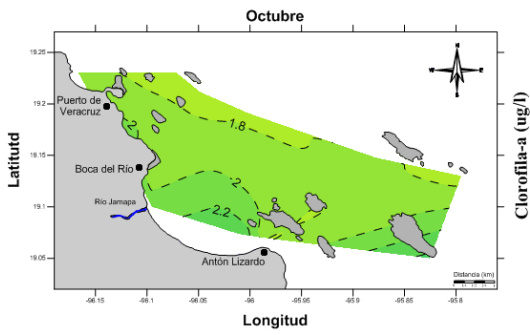 Octubre
N
W
E
S
19.25
19.2
19.15
19.1
19.05
Latitutd
Puerto de
Veracruz
Boca del Río
Río Jamapa
Antón Lizardo
1.8
2
2
2.2
Clorofila-a (ug/l)
Distancia (km)
-96.15
-96.1
-96.05
-96
-95.95
-95.9
-95.85
-95.8
Longitud